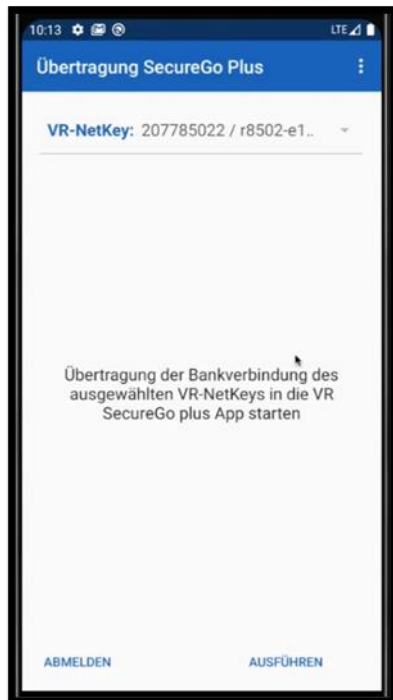 10:13 LTE
Übertragung SecureGo Plus
VR-NetKey: 207785022 / r8502-e1..
Übertragung der Bankverbindung des
ausgewählten VR-NetKeys in die VR
SecureGo plus App starten
ABMELDEN AUSFÜHREN